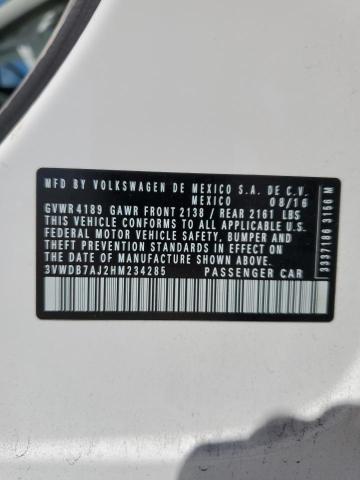 MFD BY VOLKSWAGEN DE MEXICO S.A. DE C.V.
MEXICO 08/16
GVWR 4189 GAWR FRONT 2138 / REAR 2161 LBS
THIS VEHICLE CONFORMS TO ALL APPLICABLE U.S.
FEDERAL MOTOR VEHICLE SAFETY, BUMPER AND
THEFT PREVENTION STANDARDS IN EFFECT ON
THE DATE OF MANUFACTURE SHOWN ABOVE.
3VWDB7AJ2HM234285 PASSENGER CAR
3337186 3156 M